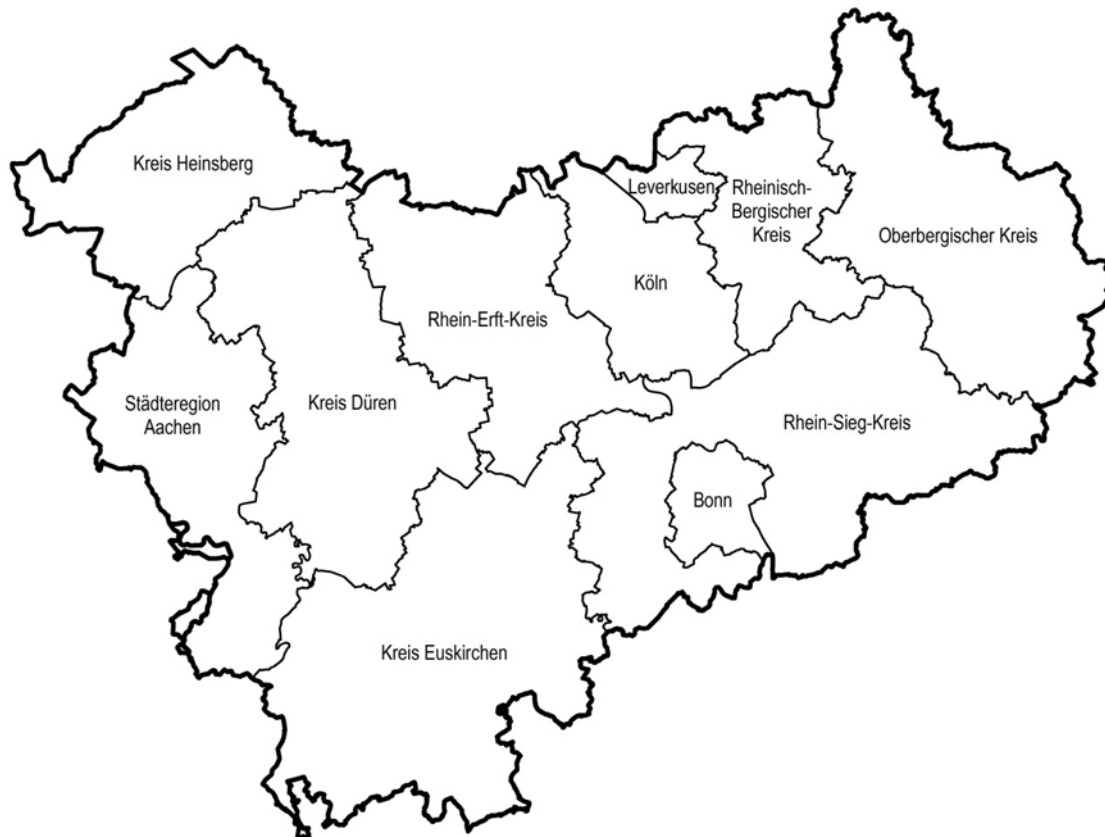 Kreis Heinsberg
Leverkusen
Rheinisch-
Bergischer
Kreis
Oberbergischer Kreis
Köln
Rhein-Erft-Kreis
Städteregion
Aachen
Kreis Düren
Rhein-Sieg-Kreis
Bonn
Kreis Euskirchen